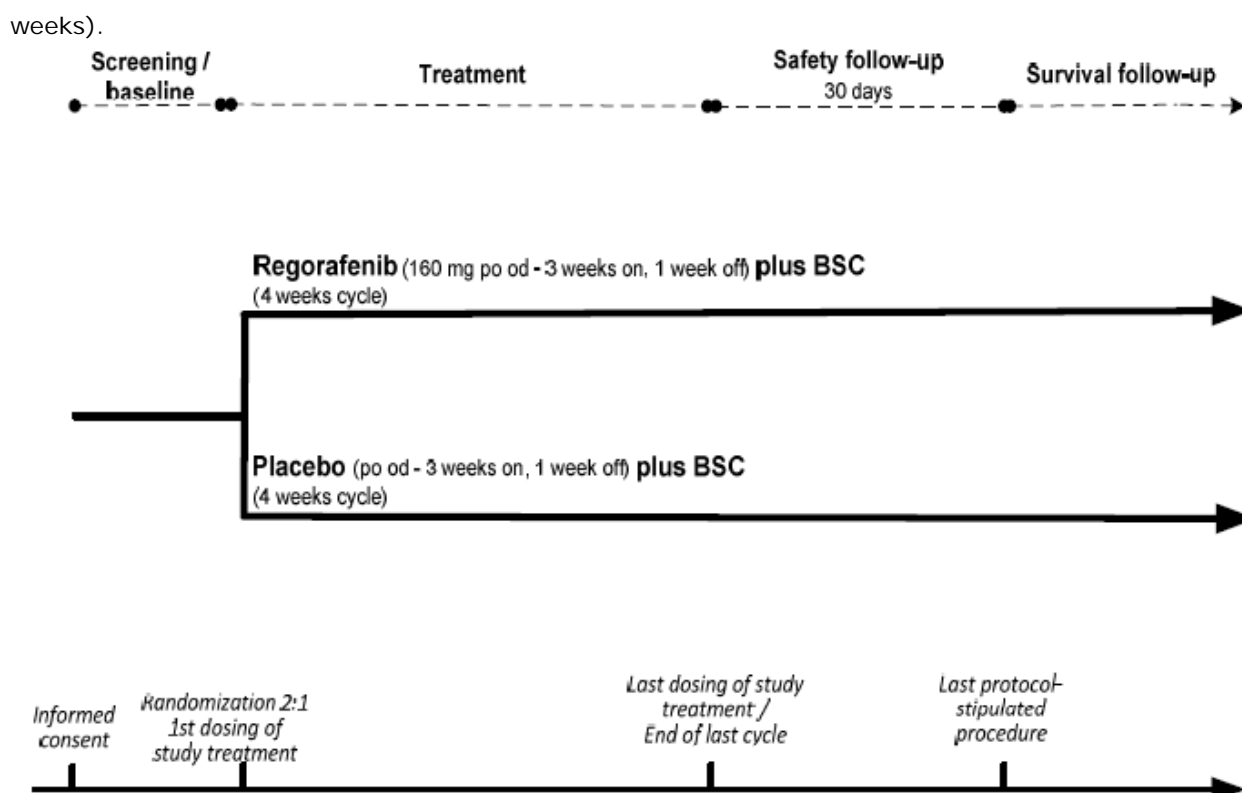 weeks).
Screening / baseline
Treatment
Safety follow-up
30 days
Survival follow-up
Regorafenib (160 mg po od - 3 weeks on, 1 week off) plus BSC
(4 weeks cycle)
Placebo (po od - 3 weeks on, 1 week off) plus BSC
(4 weeks cycle)
Informed
consent
Randomization 2:1
1st dosing of
study treatment
Last dosing of study
treatment /
End of last cycle
Last protocol-
stipulated
procedure